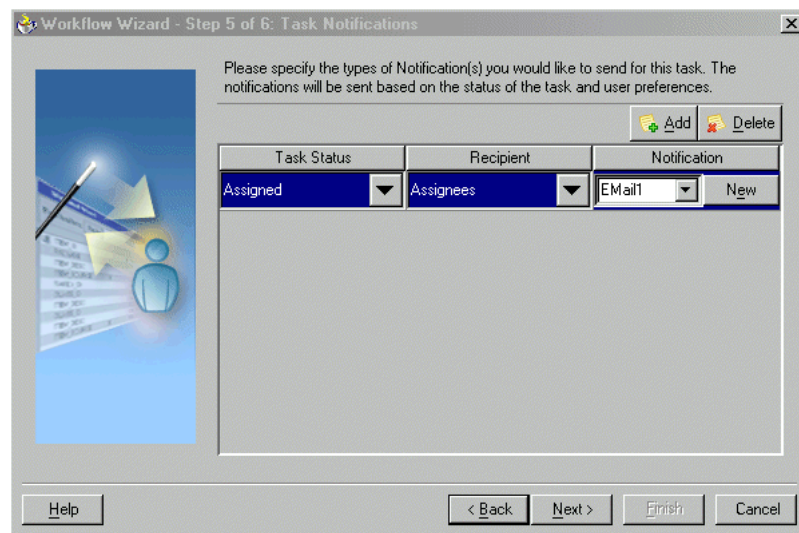 Workflow Wizard - Step 5 of 6: Task Notifications
Please specify the types of Notification(s) you would like to send for this task. The
notifications will be sent based on the status of the task and user preferences.
Add Delete
Task Status Recipient Notification
Assigned Assignees EMail1 New
Help < Back Next > Finish Cancel